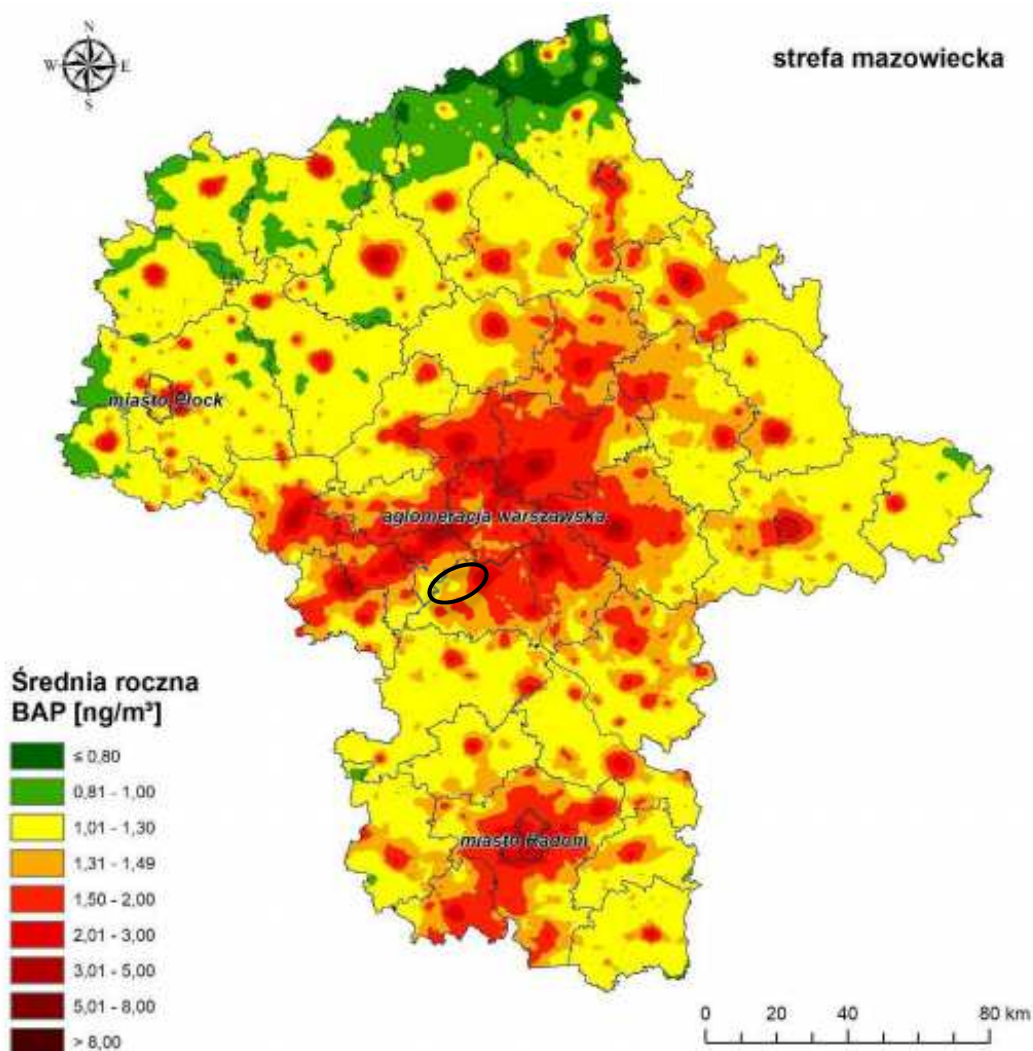 N
W E
S
strefa mazowiecka
miasto Płock
aglomeracja warszawska
miasto Radom
Średnia roczna
BAP [ng/m³]
≤ 0,80
0,81 - 1,00
1,01 - 1,30
1,31 - 1,49
1,50 - 2,00
2,01 - 3,00
3,01 - 5,00
5,01 - 8,00
> 8,00
0 20 40 80 km